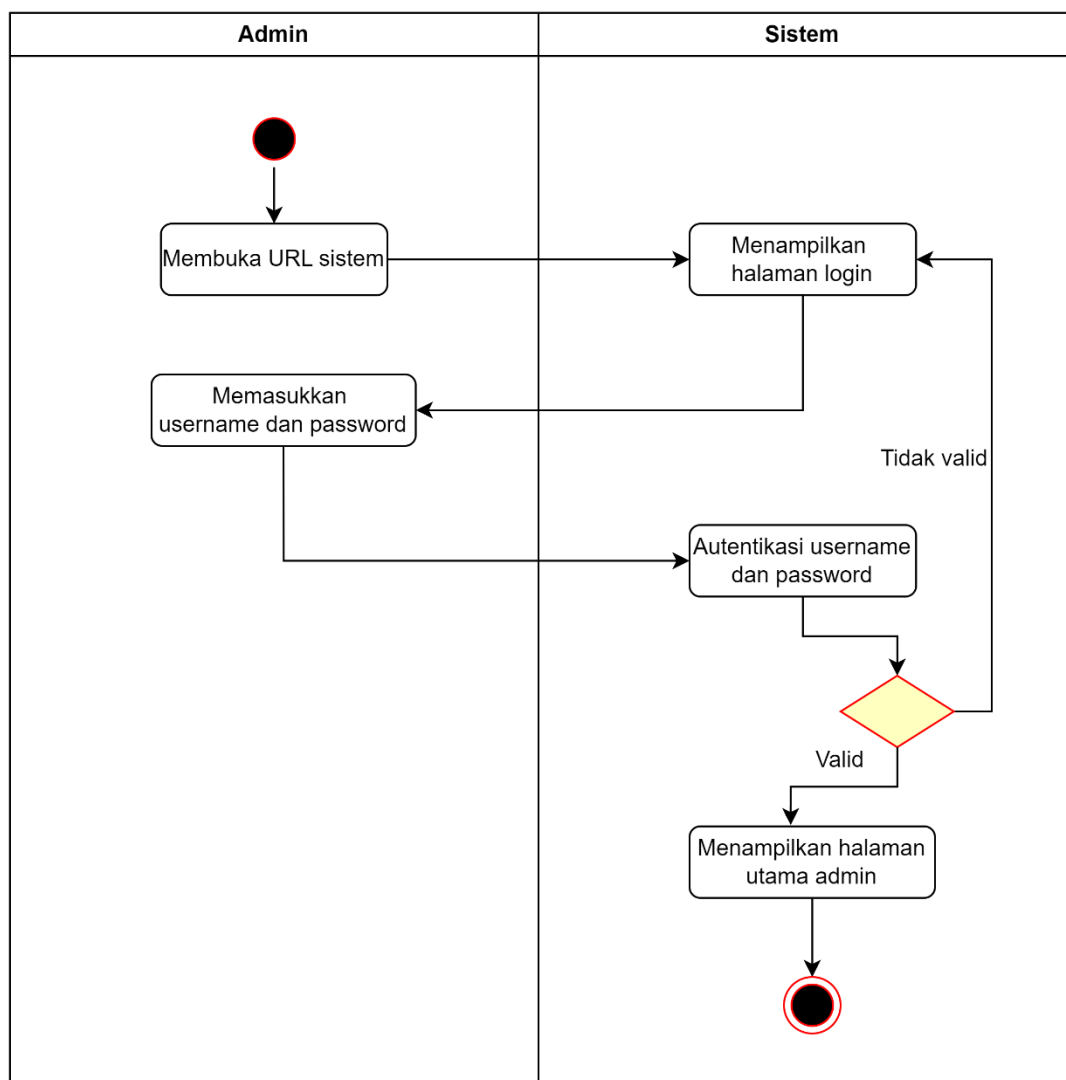 Admin
Sistem
Membuka URL sistem
Menampilkan
halaman login
Memasukkan
username dan password
Tidak valid
Autentikasi username
dan password
Valid
Menampilkan halaman
utama admin